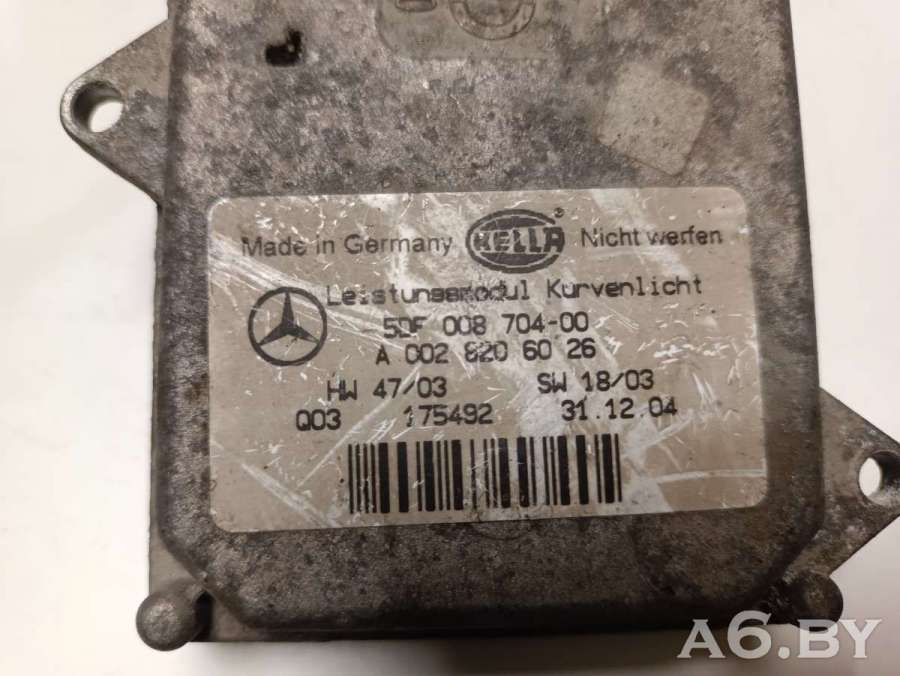 Made in Germany HELLA ® Nicht werfen
Leistungsmodul Kurvenlicht
5DF 008 704-00
A 002 820 60 26
HW 47/03 SW 18/03
Q03 175492 31.12.04
A6.BY